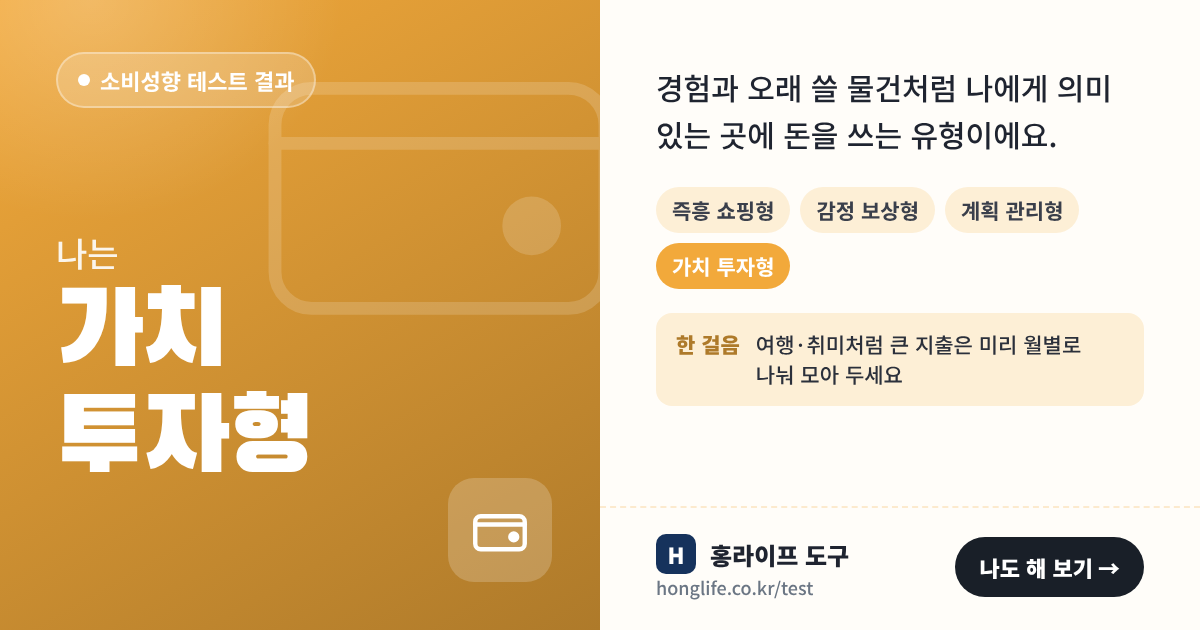 소비성향 테스트 결과
나는
가치
투자형
경험과 오래 쓸 물건처럼 나에게 의미
있는 곳에 돈을 쓰는 유형이에요.
즉흥 쇼핑형 감정 보상형 계획 관리형
가치 투자형
한 걸음 여행·취미처럼 큰 지출은 미리 월별로
나눠 모아 두세요
H 홍라이프 도구
honglife.co.kr/test
나도 해 보기 →